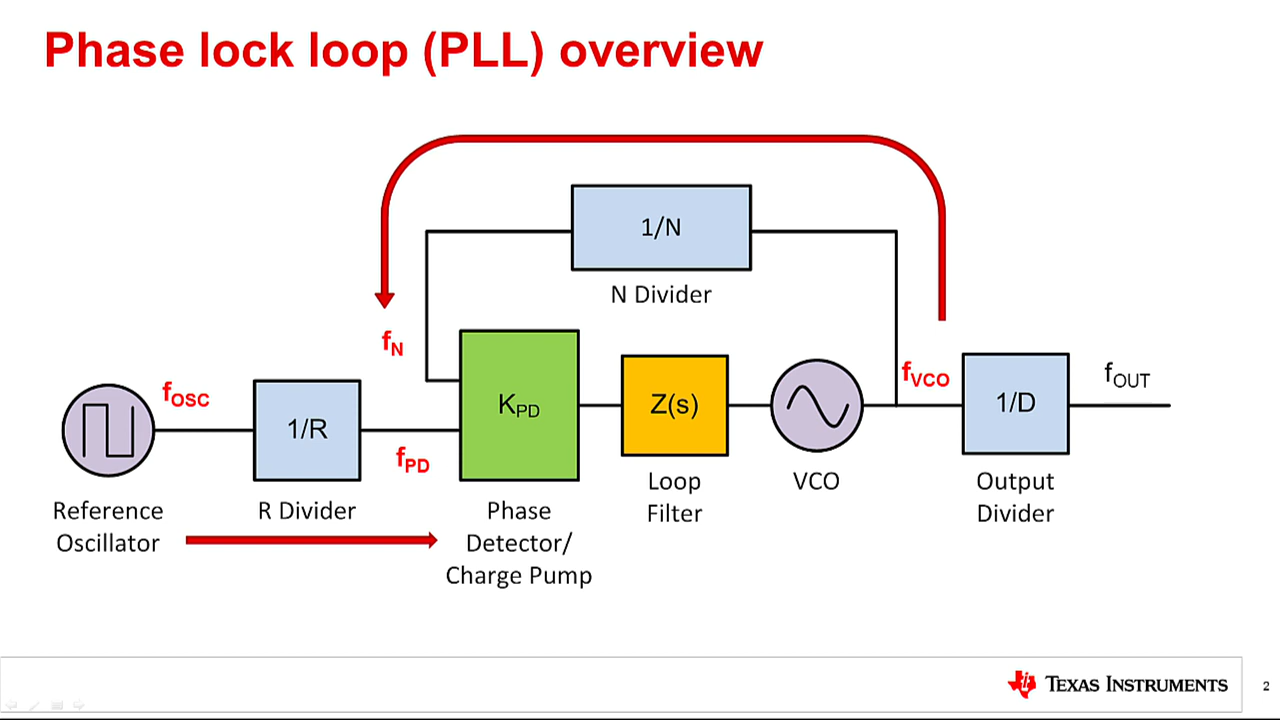 Phase lock loop (PLL) overview
1/N
N Divider
fN
fOSC
fVCO
fOUT
1/R
KPD
Z(s)
1/D
fPD
Reference
Oscillator
R Divider
Phase
Detector/
Charge Pump
Loop
Filter
VCO
Output
Divider
TEXAS INSTRUMENTS
2